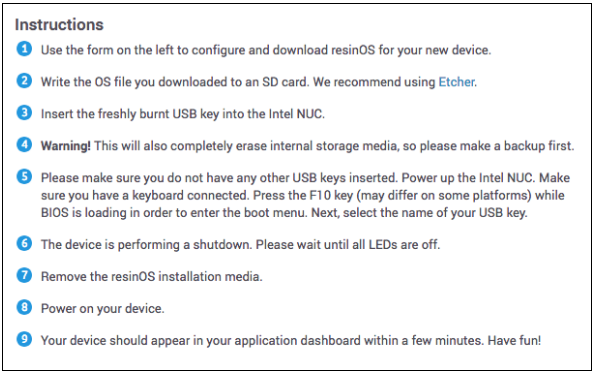 Instructions
1 Use the form on the left to configure and download resinOS for your new device.
2 Write the OS file you downloaded to an SD card. We recommend using Etcher.
3 Insert the freshly burnt USB key into the Intel NUC.
4 Warning! This will also completely erase internal storage media, so please make a backup first.
5 Please make sure you do not have any other USB keys inserted. Power up the Intel NUC. Make
sure you have a keyboard connected. Press the F10 key (may differ on some platforms) while
BIOS is loading in order to enter the boot menu. Next, select the name of your USB key.
6 The device is performing a shutdown. Please wait until all LEDs are off.
7 Remove the resinOS installation media.
8 Power on your device.
9 Your device should appear in your application dashboard within a few minutes. Have fun!